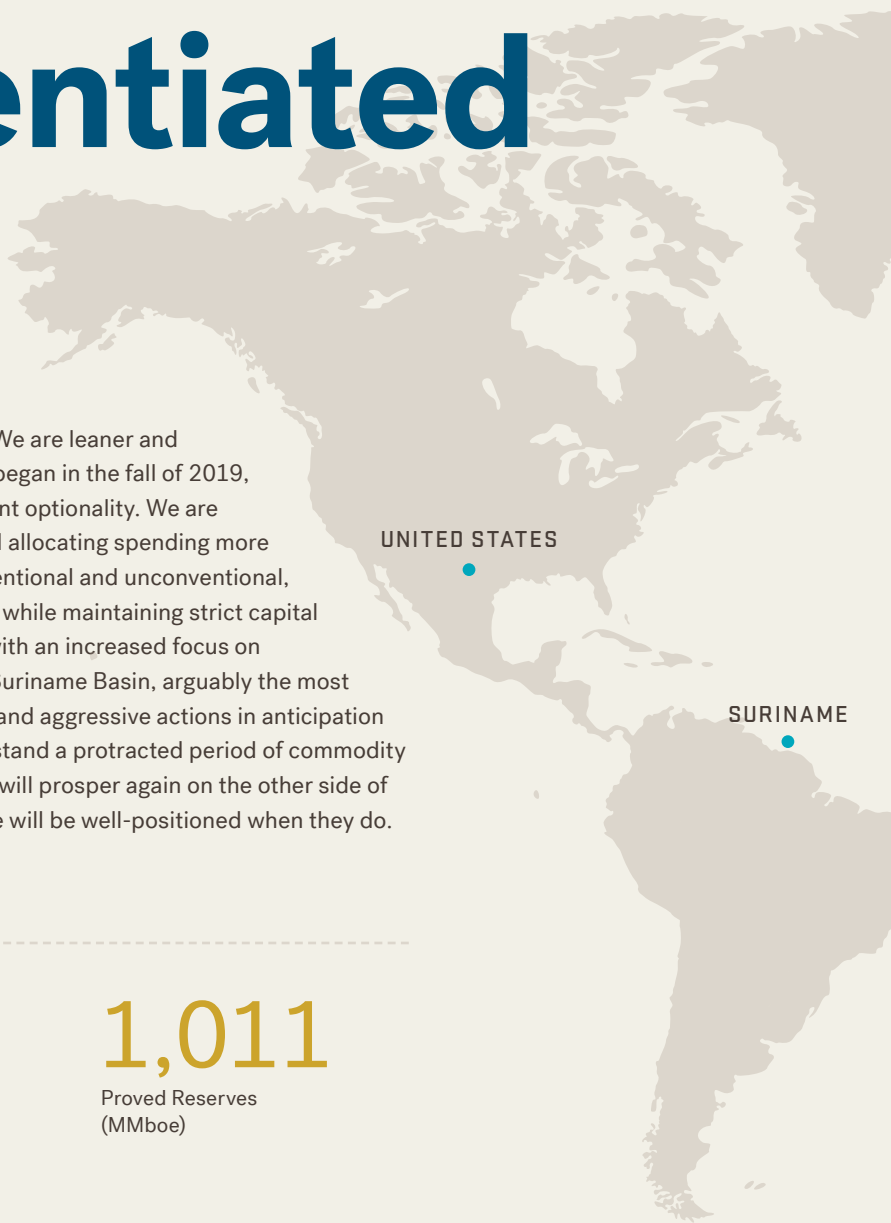 entiated
We are leaner and
began in the fall of 2019,
nt optionality. We are
allocating spending more
entional and unconventional,
while maintaining strict capital
with an increased focus on
Suriname Basin, arguably the most
and aggressive actions in anticipation
stand a protracted period of commodity
will prosper again on the other side of
e will be well-positioned when they do.
UNITED STATES
SURINAME
1,011
Proved Reserves
(MMboe)